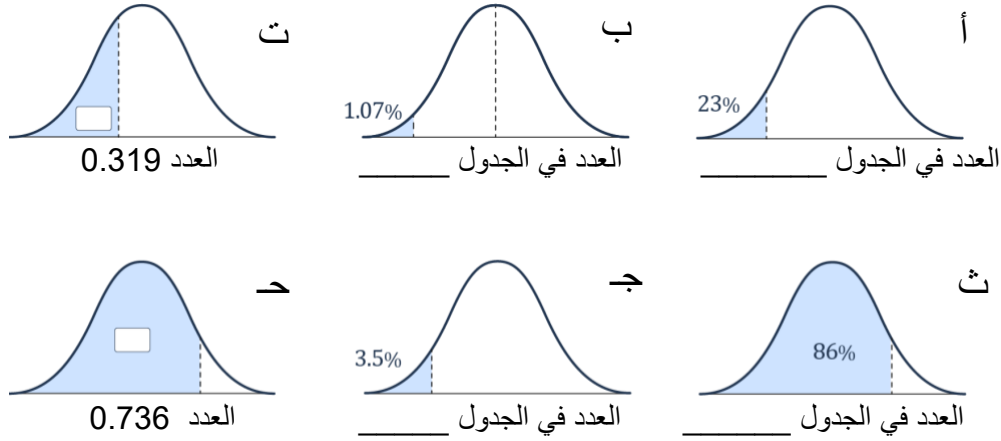 أ
23%
العدد في الجدول ________
ب
1.07%
العدد في الجدول ______
ت
العدد 0.319
ث
86%
العدد في الجدول ________
جـ
3.5%
العدد في الجدول ______
حـ
العدد 0.736